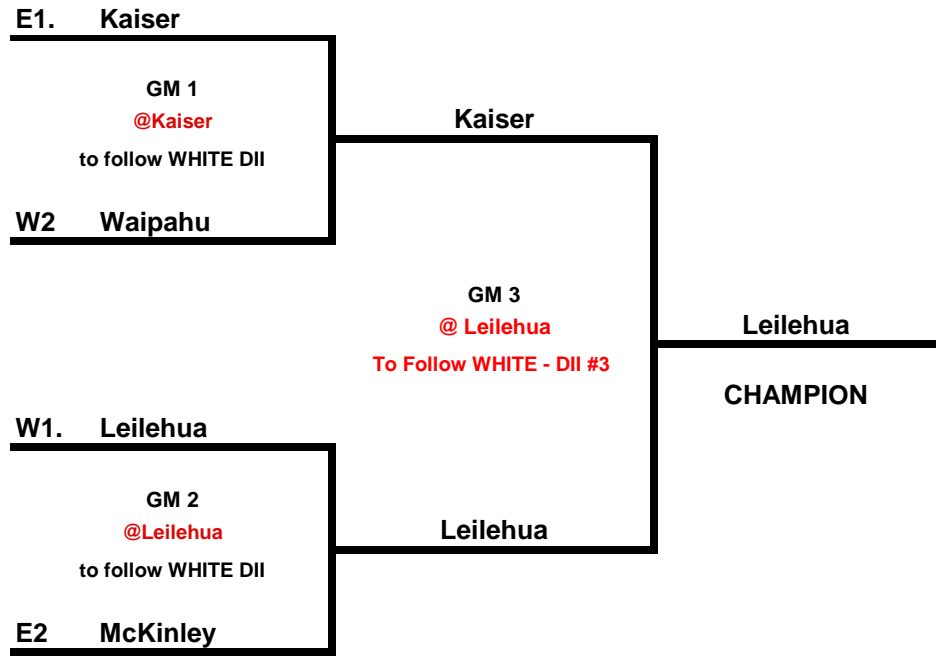 E1. Kaiser
GM 1
@Kaiser
Kaiser
to follow WHITE DII
W2 Waipahu
GM 3
@ Leilehua
Leilehua
To Follow WHITE - DII #3
CHAMPION
W1. Leilehua
GM 2
@Leilehua
Leilehua
to follow WHITE DII
E2 McKinley